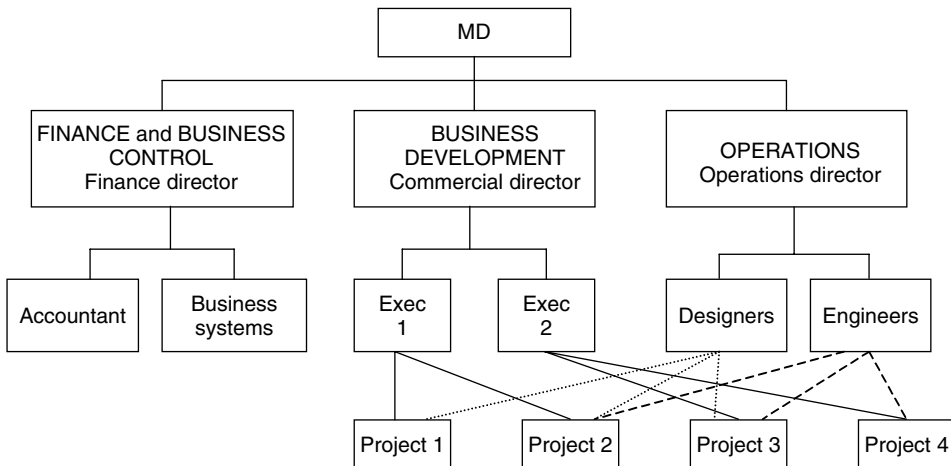 MD
FINANCE and BUSINESS
CONTROL
Finance director
BUSINESS
DEVELOPMENT
Commercial director
OPERATIONS
Operations director
Accountant
Business
systems
Exec
1
Exec
2
Designers
Engineers
Project 1
Project 2
Project 3
Project 4